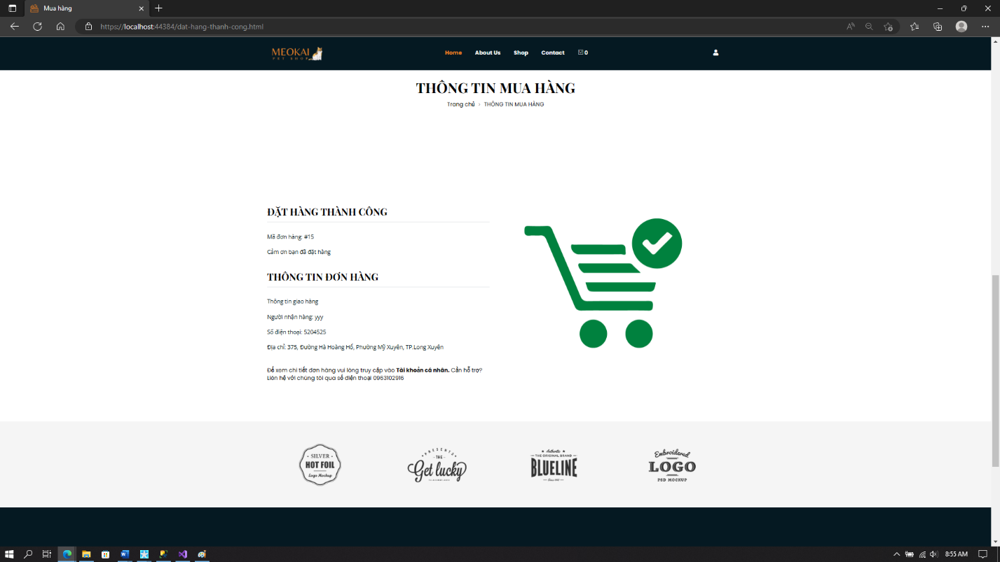 Mua hàng
https://localhost:44384/dat-hang-thanh-cong.html
MEOKAI
PET SHOP
Home About Us Shop Contact 0
THÔNG TIN MUA HÀNG
Trang chủ › THÔNG TIN MUA HÀNG
ĐẶT HÀNG THÀNH CÔNG
Mã đơn hàng: #15
Cảm ơn bạn đã đặt hàng
THÔNG TIN ĐƠN HÀNG
Thông tin giao hàng
Người nhận hàng: yyy
Số điện thoại: 5204525
Địa chỉ: 375, Đường Hà Hoàng Hổ, Phường Mỹ Xuyên, TP.Long Xuyên
Để xem chi tiết đơn hàng vui lòng truy cập vào Tài khoản cá nhân. Cần hỗ trợ?
Liên hệ với chúng tôi qua số điện thoại 0963102916
SILVER
HOT FOIL
Logo Mockup
PRESENTS
THE
Get lucky
Authentic
THE ORIGINAL BRAND
BLUELINE
Embroidered
LOGO
PSD MOCKUP
8:55 AM